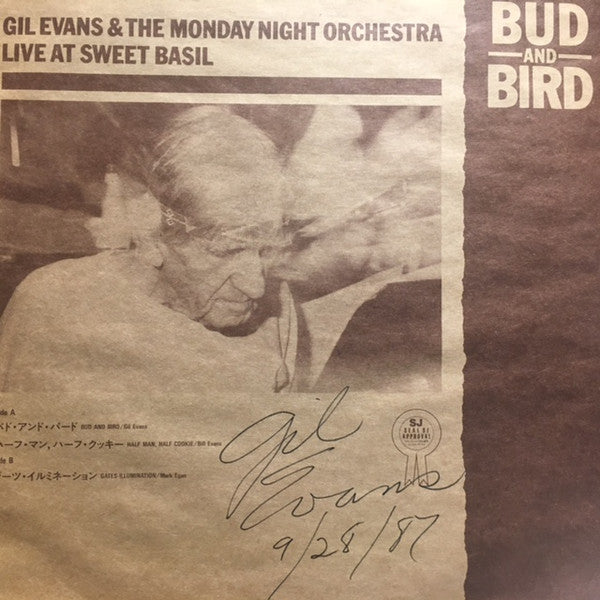 GIL EVANS & THE MONDAY NIGHT ORCHESTRA
LIVE AT SWEET BASIL
BUD
AND
BIRD
A
ド・アンド・バード BUD AND BIRD / Gil Evans
ーフ・マン, ハーフ・クッキー HALF MAN, HALF COOKIE / Bill Evans
B
ーツ・イルミネーション GATES-ILLUMINATION / Mark Egan
SJ
SEAL OF
APPROVAL
Gil
Evans
9/28/87